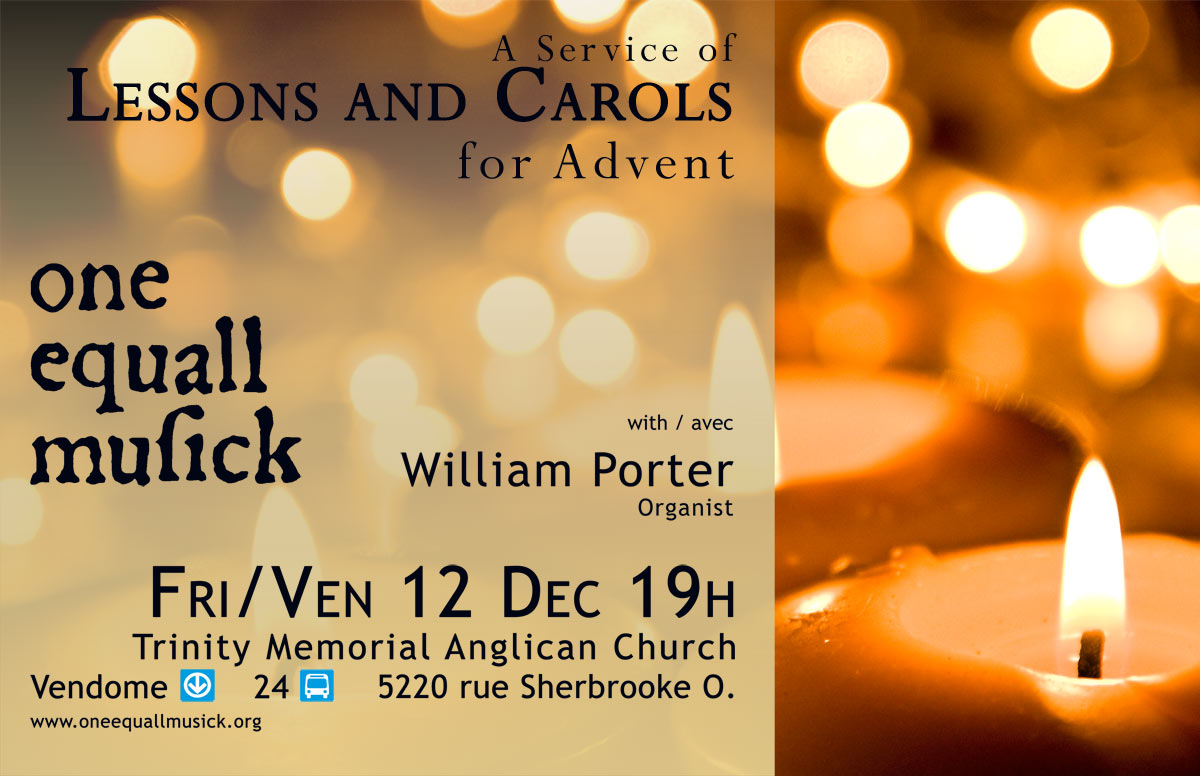 A Service of
LESSONS AND CAROLS
for Advent
one
equall
muſick
with / avec
William Porter
Organist
FRI/VEN 12 DEC 19H
Trinity Memorial Anglican Church
Vendome 24 5220 rue Sherbrooke O.
www.oneequallmusick.org